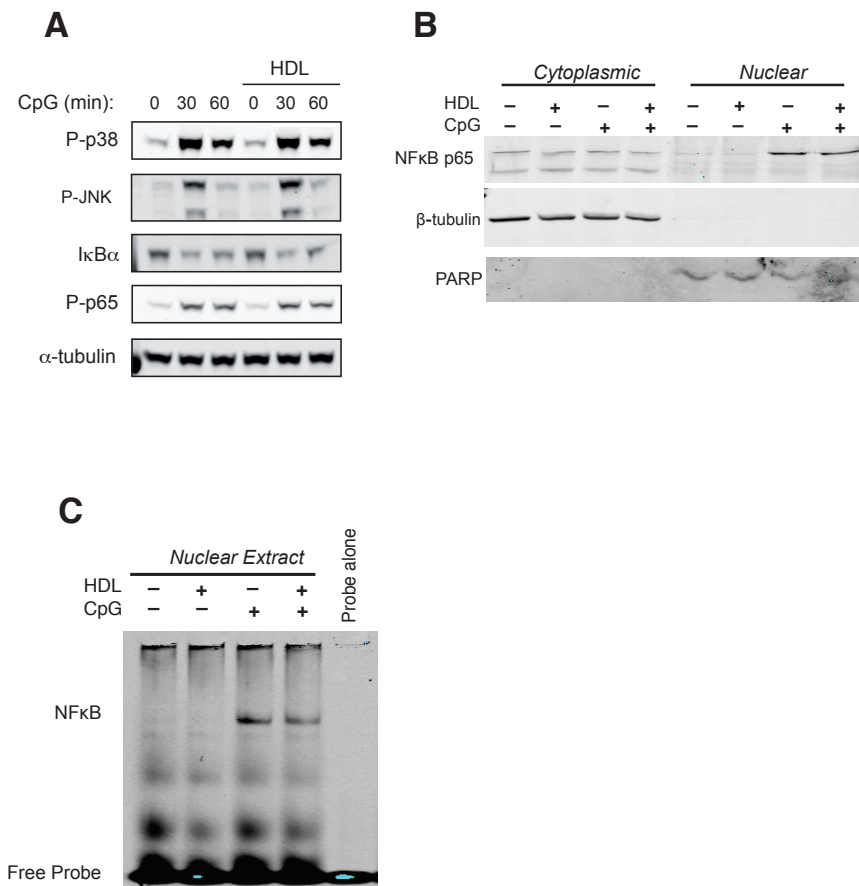 A
HDL
CpG (min): 0 30 60 0 30 60
P-p38
P-JNK
IκBα
P-p65
α-tubulin
B
Cytoplasmic Nuclear
HDL – + – + – + – +
CpG – – + + – – + +
NFκB p65
β-tubulin
PARP
C
Nuclear Extract
Probe alone
HDL – + – +
CpG – – + +
NFκB
Free Probe